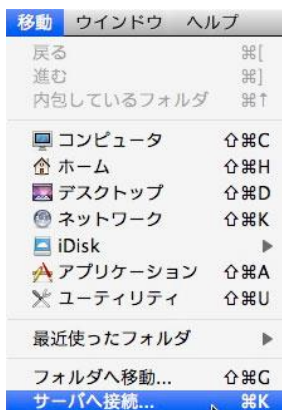 移動 ウインドウ ヘルプ
戻る ⌘[
進む ⌘]
内包しているフォルダ ⌘↑
コンピュータ ⇧⌘C
ホーム ⇧⌘H
デスクトップ ⇧⌘D
ネットワーク ⇧⌘K
iDisk ▶
アプリケーション ⇧⌘A
ユーティリティ ⇧⌘U
最近使ったフォルダ ▶
フォルダへ移動... ⇧⌘G
サーバへ接続... ⌘K